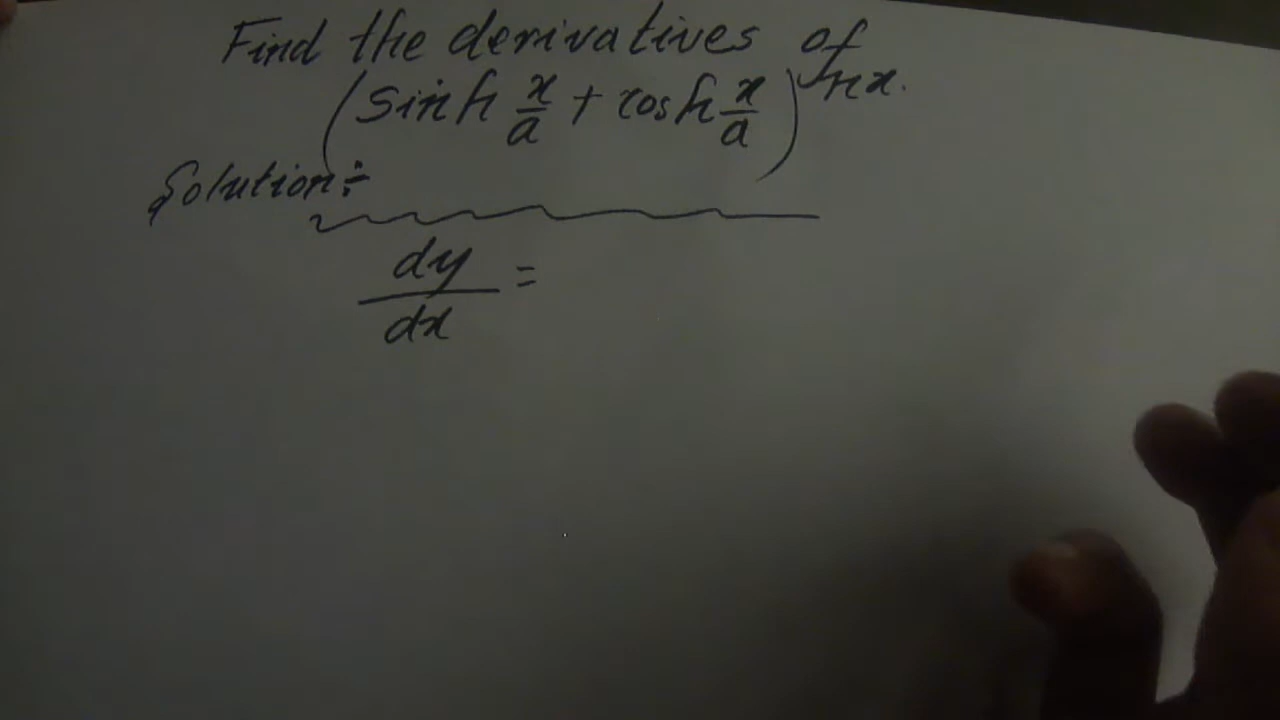 Find the derivatives of
(sinh x/a + cosh x/a)^nx.
Solution÷
dy/dx =